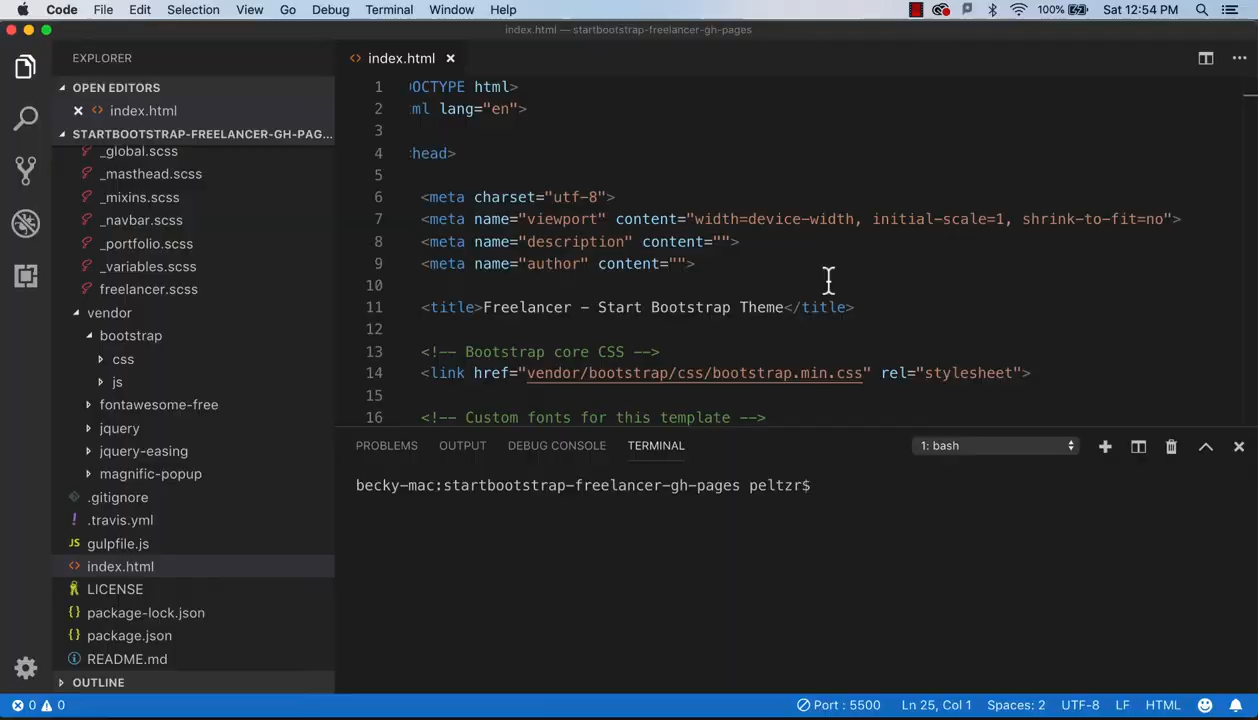 Code File Edit Selection View Go Debug Terminal Window Help 100% Sat 12:54 PM
index.html — startbootstrap-freelancer-gh-pages
EXPLORER
OPEN EDITORS
index.html
STARTBOOTSTRAP-FREELANCER-GH-PAG...
_global.scss
_masthead.scss
_mixins.scss
_navbar.scss
_portfolio.scss
_variables.scss
freelancer.scss
vendor
bootstrap
css
js
fontawesome-free
jquery
jquery-easing
magnific-popup
.gitignore
! .travis.yml
JS gulpfile.js
<> index.html
LICENSE
{} package-lock.json
{} package.json
README.md
OUTLINE
<> index.html
1 OCTYPE html>
2 ml lang="en">
3
4 head>
5
6 <meta charset="utf-8">
7 <meta name="viewport" content="width=device-width, initial-scale=1, shrink-to-fit=no">
8 <meta name="description" content="">
9 <meta name="author" content="">
10
11 <title>Freelancer - Start Bootstrap Theme</title>
12
13 <!-- Bootstrap core CSS -->
14 <link href="vendor/bootstrap/css/bootstrap.min.css" rel="stylesheet">
15
16 <!-- Custom fonts for this template -->
PROBLEMS OUTPUT DEBUG CONSOLE TERMINAL 1: bash
becky-mac:startbootstrap-freelancer-gh-pages peltzr$
0 0 Port : 5500 Ln 25, Col 1 Spaces: 2 UTF-8 LF HTML